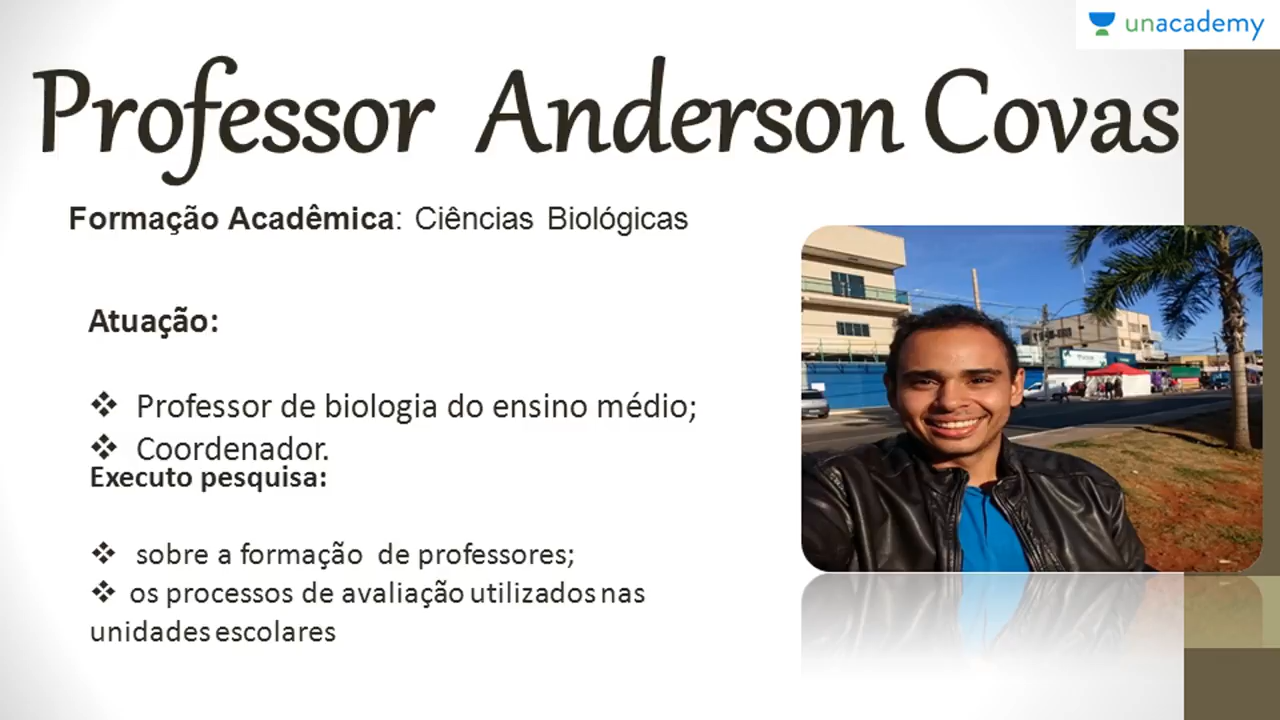 unacademy
Professor Anderson Covas
Formação Acadêmica: Ciências Biológicas
Atuação:
❖ Professor de biologia do ensino médio;
❖ Coordenador.
Executo pesquisa:
❖ sobre a formação de professores;
❖ os processos de avaliação utilizados nas
unidades escolares